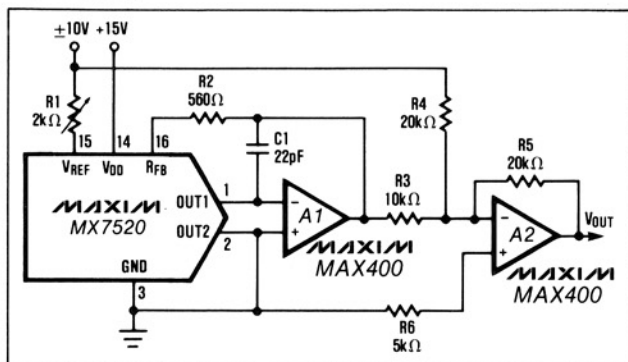 ±10V +15V
R1
2kΩ
15
14
16
R2
560Ω
C1
22pF
R4
20kΩ
R5
20kΩ
VREF
VDD
RFB
MAXIM
MX7520
OUT1
OUT2
GND
1
2
3
−
+
A1
MAXIM
MAX400
R3
10kΩ
−
+
A2
VOUT
MAXIM
MAX400
R6
5kΩ